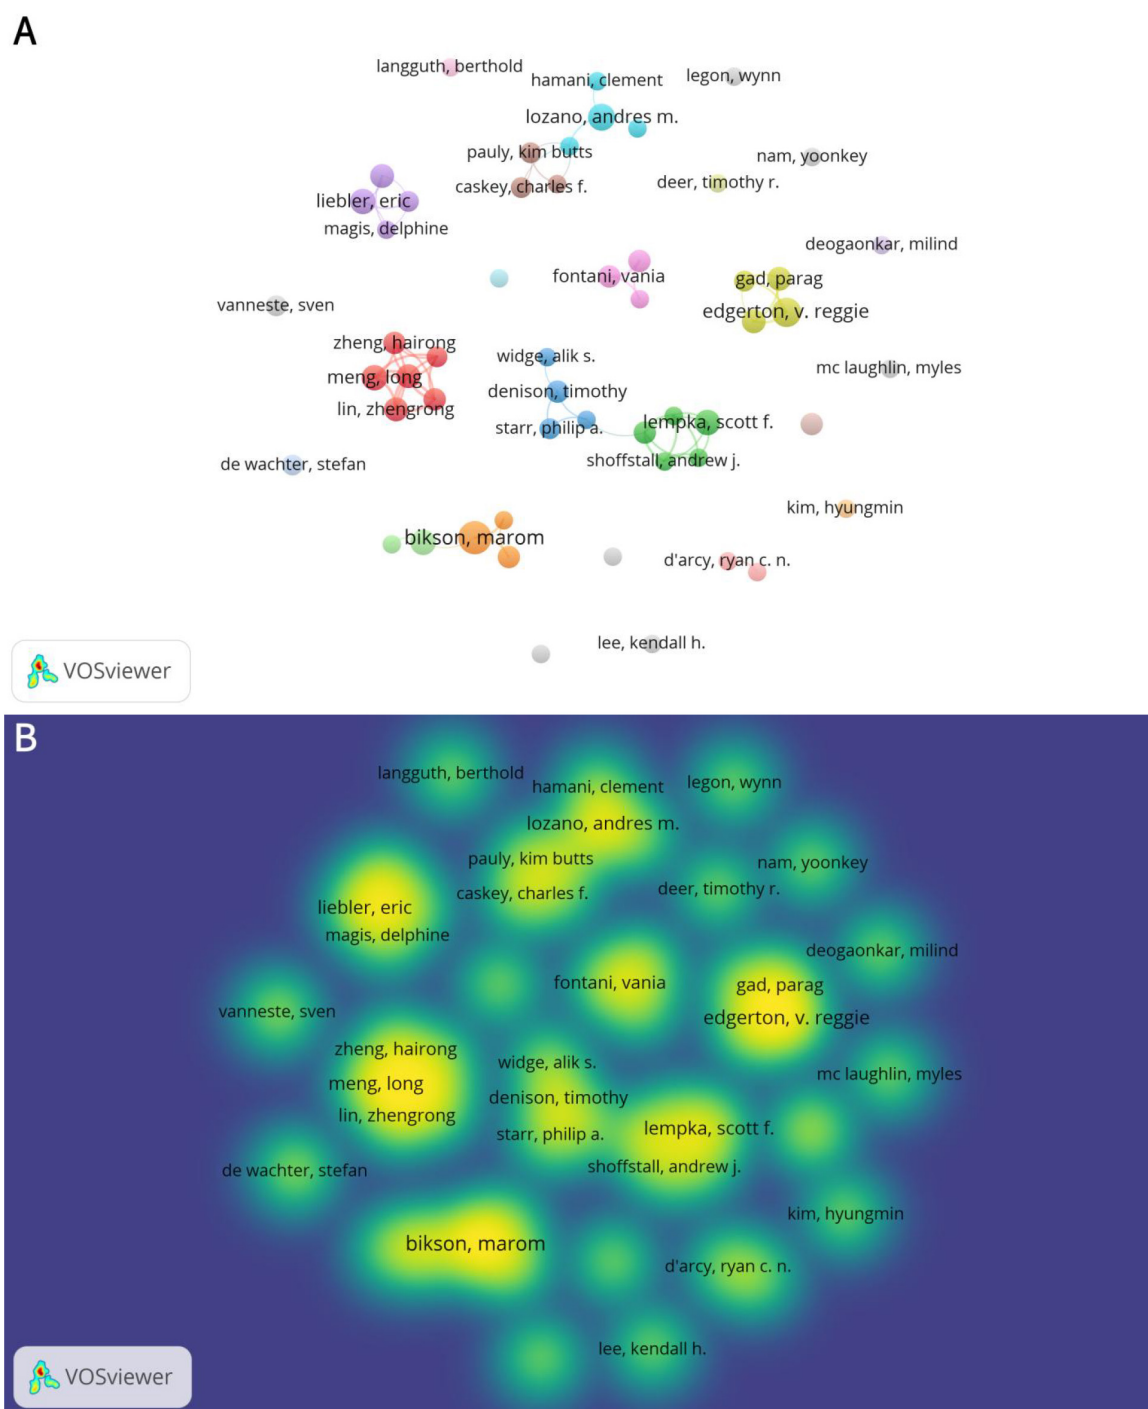 A
langguth, berthold
hamani, clement
legon, wynn
lozano, andres m.
pauly, kim butts
nam, yoonkey
caskey, charles f.
deer, timothy r.
liebler, eric
magis, delphine
deogaonkar, milind
fontani, vania
gad, parag
vanneste, sven
edgerton, v. reggie
zheng, hairong
widge, alik s.
mc laughlin, myles
meng, long
denison, timothy
lin, zhengrong
lempka, scott f.
starr, philip a.
shoffstall, andrew j.
de wachter, stefan
kim, hyungmin
bikson, marom
d'arcy, ryan c. n.
lee, kendall h.
VOSviewer
B
langguth, berthold
hamani, clement
legon, wynn
lozano, andres m.
pauly, kim butts
nam, yoonkey
caskey, charles f.
deer, timothy r.
liebler, eric
magis, delphine
deogaonkar, milind
fontani, vania
gad, parag
vanneste, sven
edgerton, v. reggie
zheng, hairong
widge, alik s.
mc laughlin, myles
meng, long
denison, timothy
lin, zhengrong
lempka, scott f.
starr, philip a.
shoffstall, andrew j.
de wachter, stefan
kim, hyungmin
bikson, marom
d'arcy, ryan c. n.
lee, kendall h.
VOSviewer